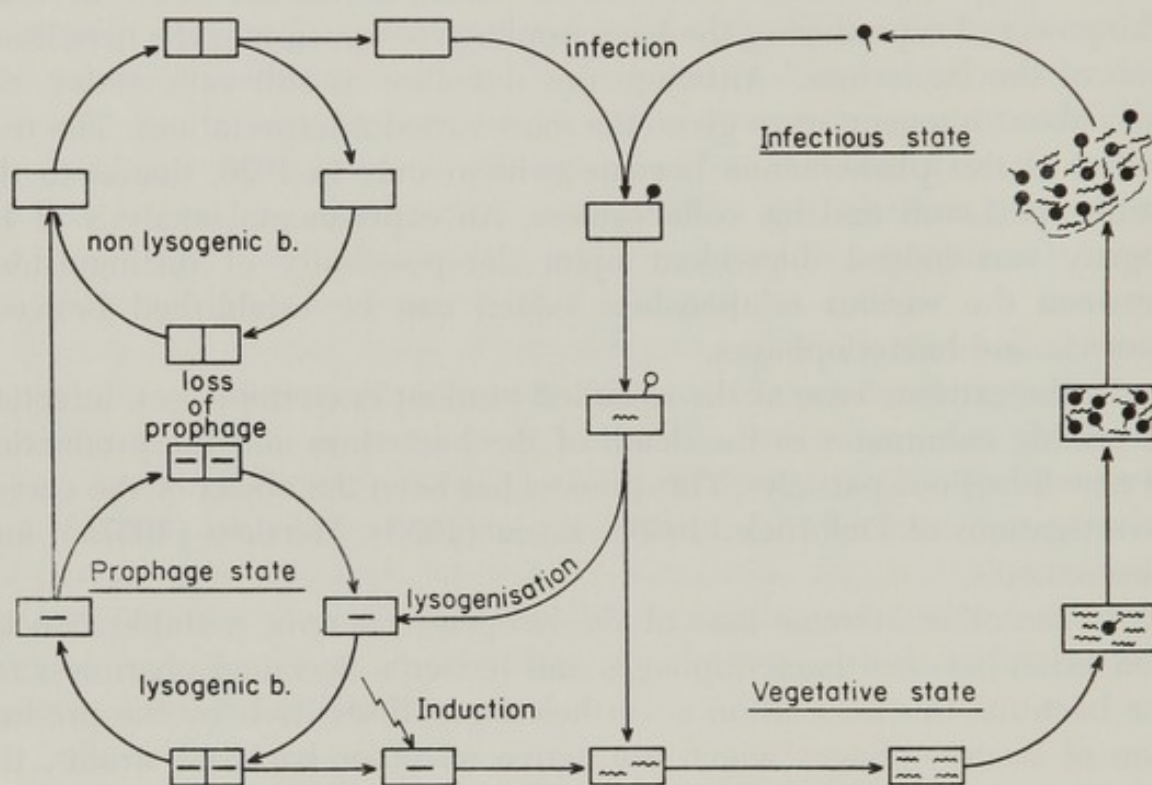 infection
Infectious state
non lysogenic b.
loss
of
prophage
Prophage state
lysogenisation
lysogenic b.
Induction
Vegetative state